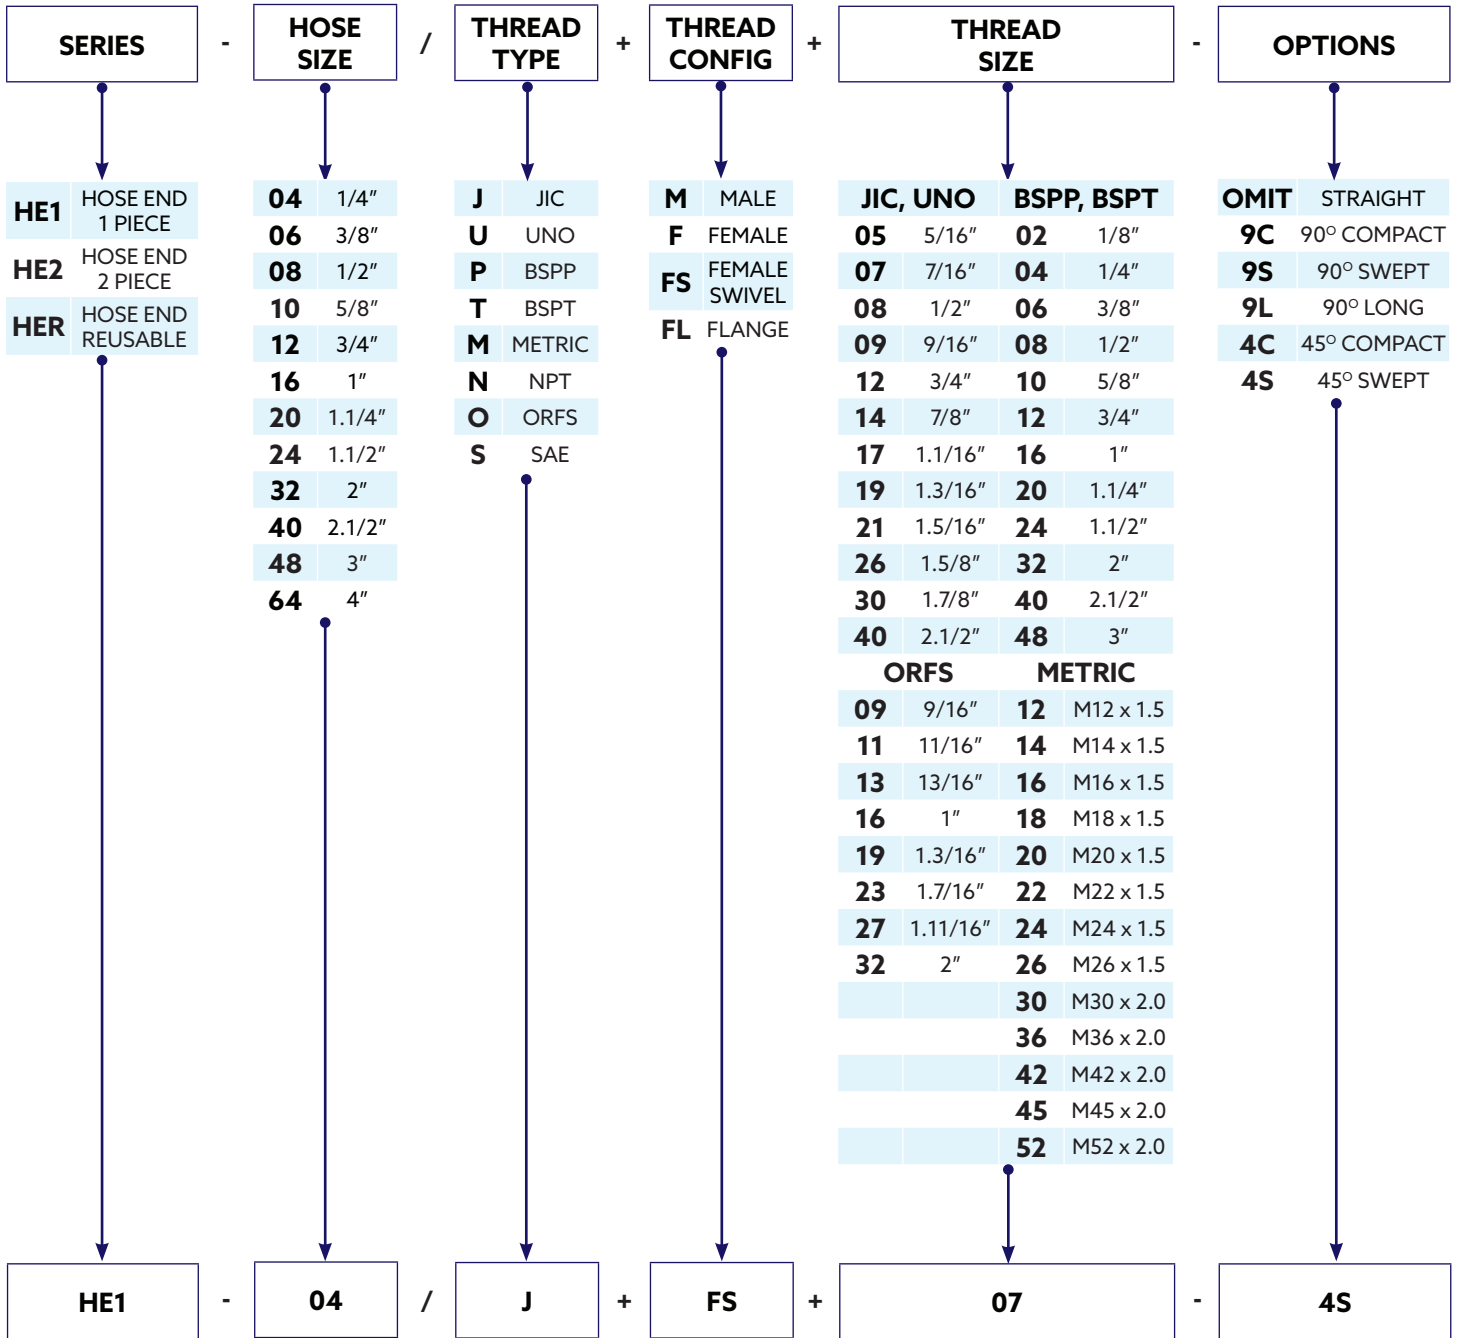 SERIES - HOSE SIZE / THREAD TYPE + THREAD CONFIG + THREAD SIZE - OPTIONS
HE1 HOSE END 1 PIECE
HE2 HOSE END 2 PIECE
HER HOSE END REUSABLE
04 1/4"
06 3/8"
08 1/2"
10 5/8"
12 3/4"
16 1"
20 1.1/4"
24 1.1/2"
32 2"
40 2.1/2"
48 3"
64 4"
J JIC
U UNO
P BSPP
T BSPT
M METRIC
N NPT
O ORFS
S SAE
M MALE
F FEMALE
FS FEMALE SWIVEL
FL FLANGE
JIC, UNO BSPP, BSPT
05 5/16" 02 1/8"
07 7/16" 04 1/4"
08 1/2" 06 3/8"
09 9/16" 08 1/2"
12 3/4" 10 5/8"
14 7/8" 12 3/4"
17 1.1/16" 16 1"
19 1.3/16" 20 1.1/4"
21 1.5/16" 24 1.1/2"
26 1.5/8" 32 2"
30 1.7/8" 40 2.1/2"
40 2.1/2" 48 3"
ORFS METRIC
09 9/16" 12 M12 x 1.5
11 11/16" 14 M14 x 1.5
13 13/16" 16 M16 x 1.5
16 1" 18 M18 x 1.5
19 1.3/16" 20 M20 x 1.5
23 1.7/16" 22 M22 x 1.5
27 1.11/16" 24 M24 x 1.5
32 2" 26 M26 x 1.5
30 M30 x 2.0
36 M36 x 2.0
42 M42 x 2.0
45 M45 x 2.0
52 M52 x 2.0
OMIT STRAIGHT
9C 90° COMPACT
9S 90° SWEPT
9L 90° LONG
4C 45° COMPACT
4S 45° SWEPT
HE1 - 04 / J + FS + 07 - 4S